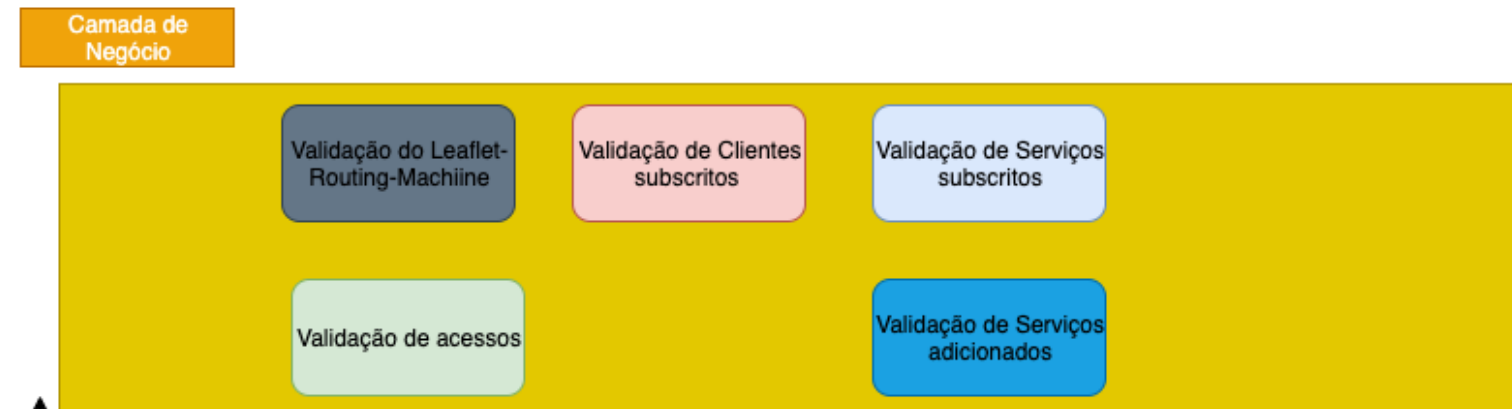 Camada de
Negócio
Validação do Leaflet-
Routing-Machiine
Validação de Clientes
subscritos
Validação de Serviços
subscritos
Validação de acessos
Validação de Serviços
adicionados